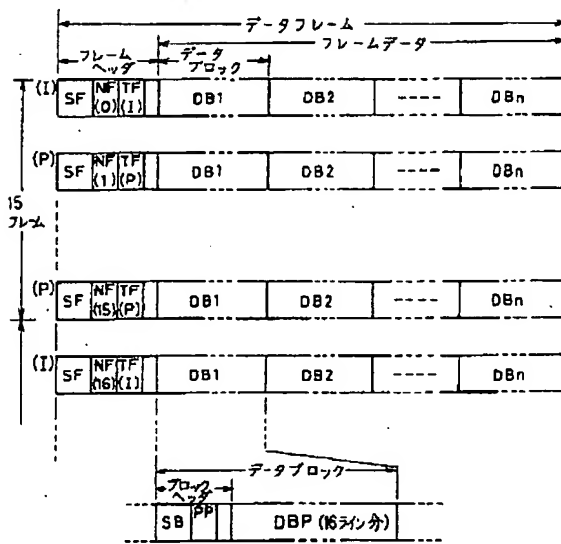 データフレーム
フレームデータ
フレームヘッダ
データブロック
(I) SF NF(0) TF(I) DB1 DB2 ---- DBn
(P) SF NF(1) TF(P) DB1 DB2 ---- DBn
15フレーム
(P) SF NF(15) TF(P) DB1 DB2 ---- DBn
(I) SF NF(16) TF(I) DB1 DB2 ---- DBn
データブロック
ブロックヘッダ
SB PP DBP (16ライン分)